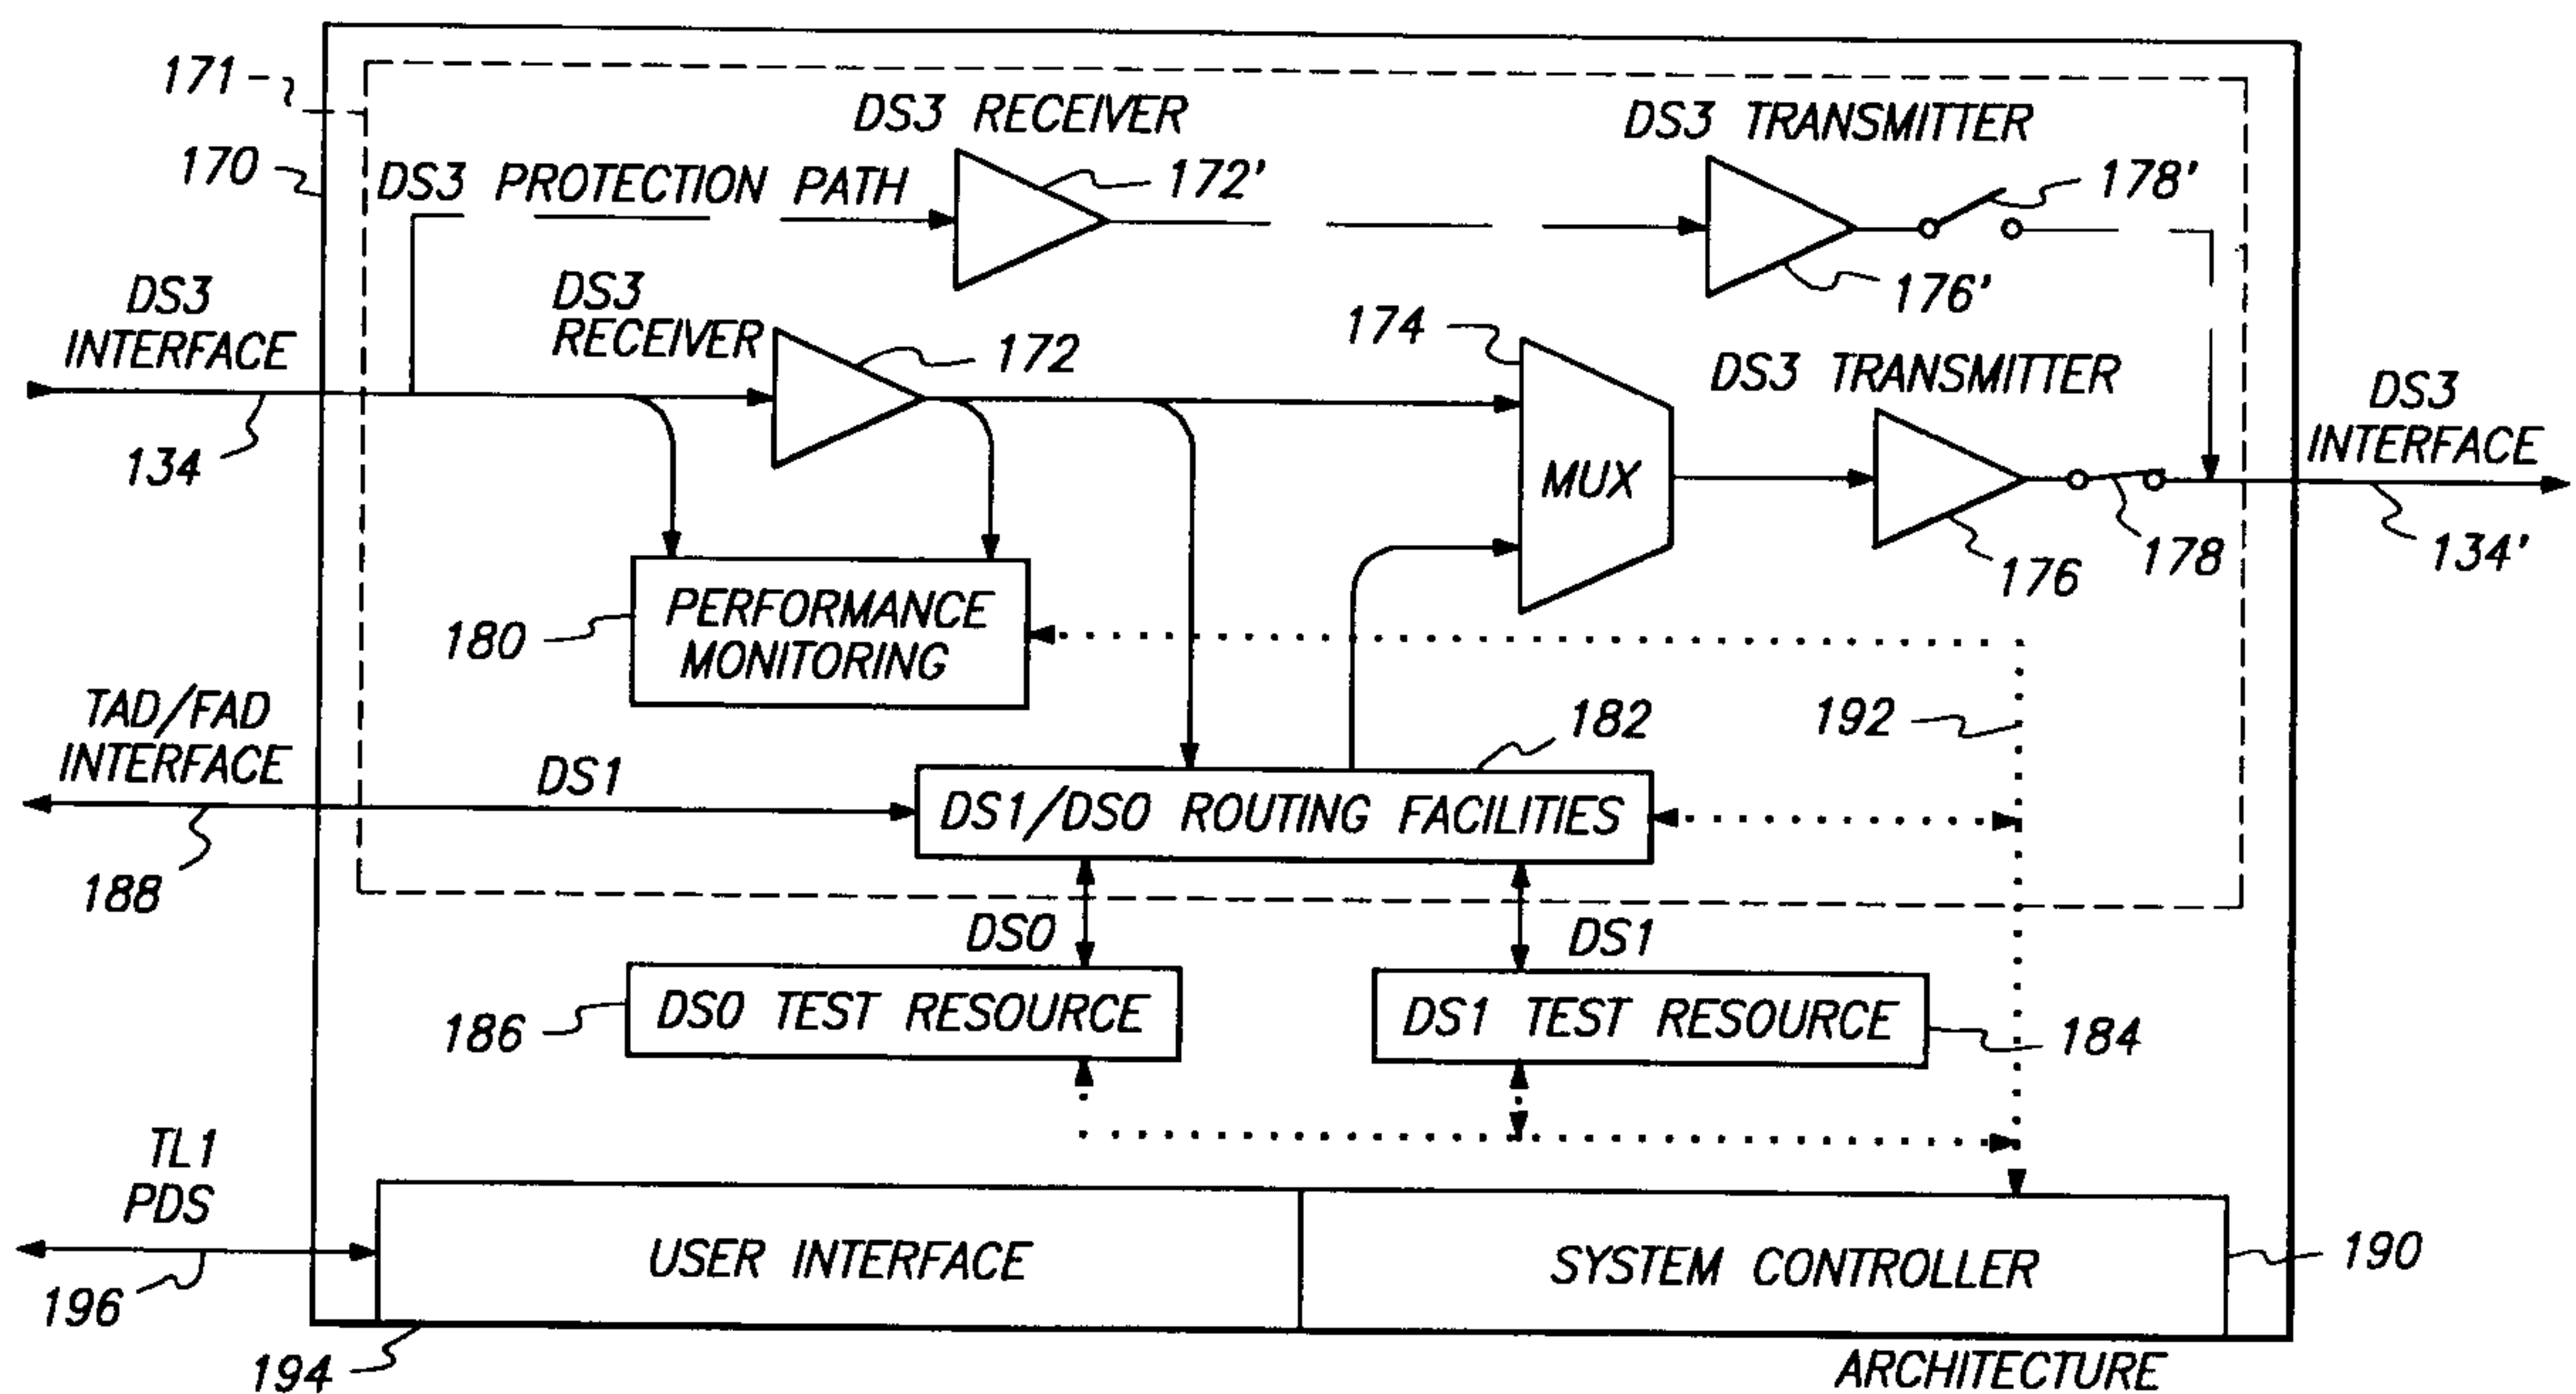 171
170
DS3 RECEIVER
DS3 TRANSMITTER
DS3 PROTECTION PATH
172'
178'
176'
DS3
INTERFACE
134
DS3
RECEIVER
172
174
MUX
DS3 TRANSMITTER
176
178
DS3
INTERFACE
134'
180
PERFORMANCE
MONITORING
192
182
TAD/FAD
INTERFACE
188
DS1
DS1/DS0 ROUTING FACILITIES
DS0
DS1
186
DS0 TEST RESOURCE
DS1 TEST RESOURCE
184
TL1
PDS
196
USER INTERFACE
SYSTEM CONTROLLER
190
194
ARCHITECTURE